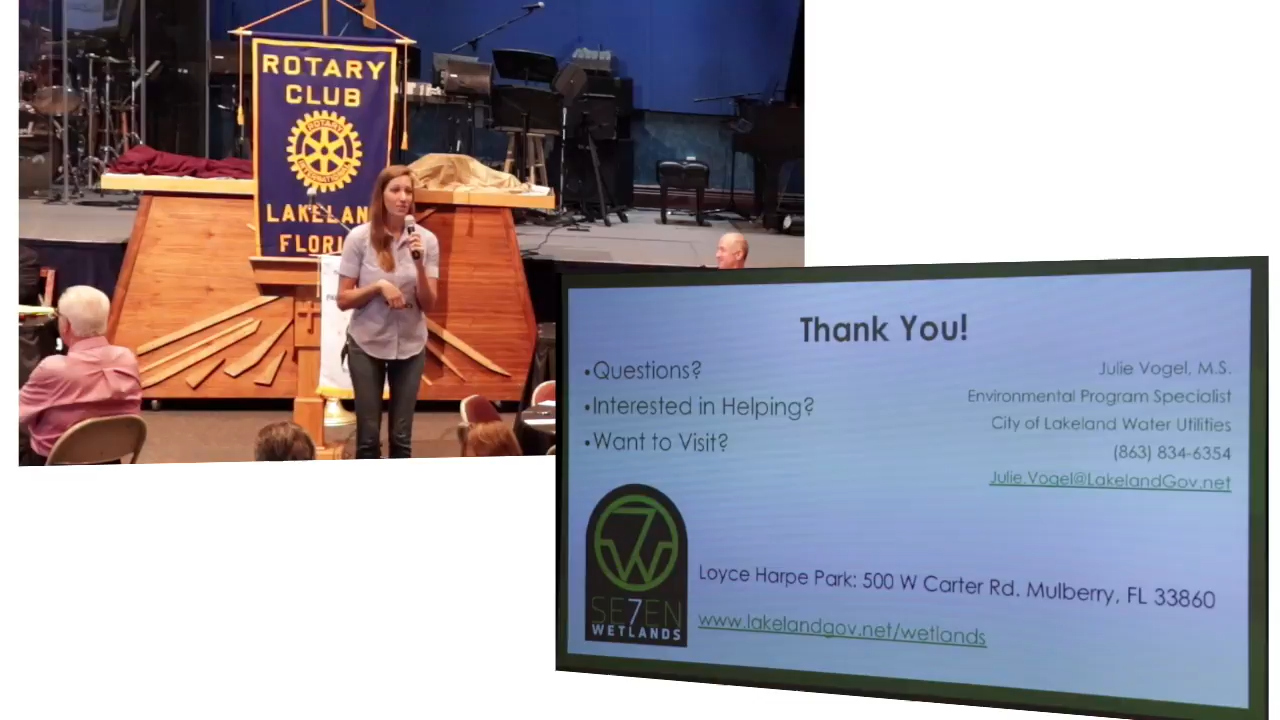 ROTARY
CLUB
ROTARY
INTERNATIONAL
LAKELAN
FLORI
Thank You!
•Questions?
•Interested in Helping?
•Want to Visit?
Julie Vogel, M.S.
Environmental Program Specialist
City of Lakeland Water Utilities
(863) 834-6354
Julie.Vogel@LakelandGov.net
SE7EN
WETLANDS
Loyce Harpe Park: 500 W Carter Rd. Mulberry, FL 33860
www.lakelandgov.net/wetlands